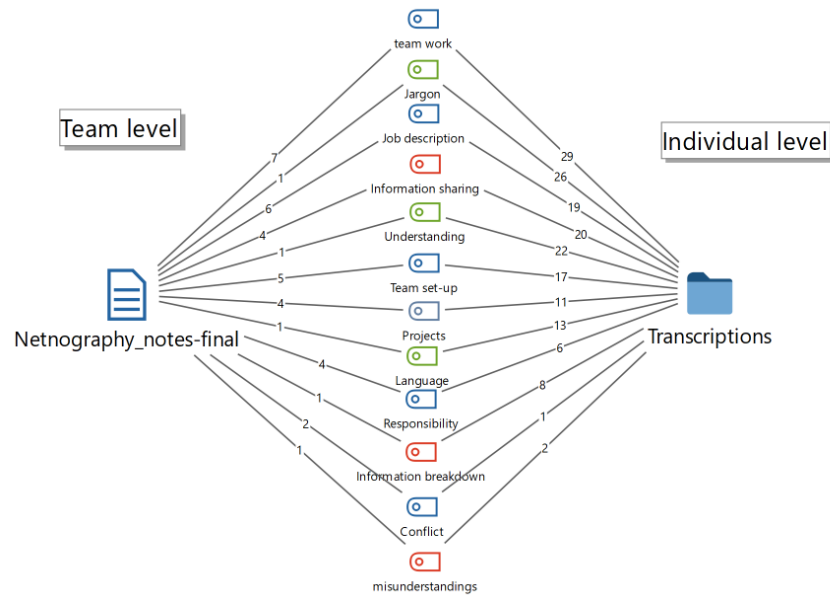 team work
Jargon
Team level
Job description
Individual level
7
29
1
26
6
Information sharing
19
4
20
Understanding
1
22
5
Team set-up
17
4
11
Projects
1
13
Netnography_notes-final
Transcriptions
4
Language
6
1
Responsibility
8
2
1
1
Information breakdown
2
Conflict
misunderstandings